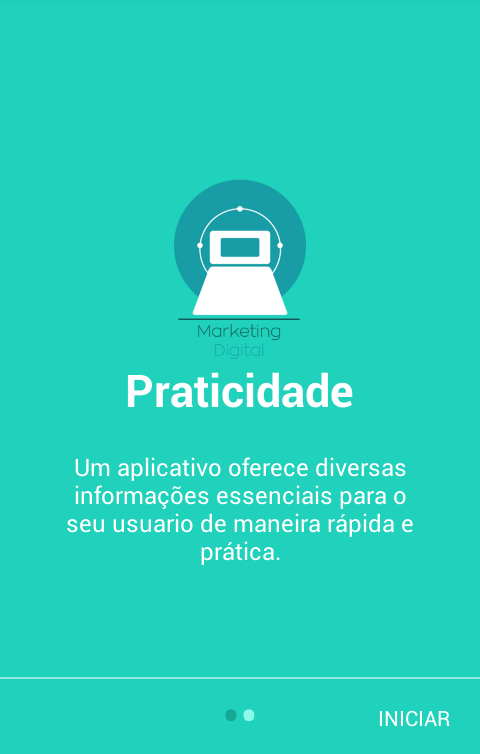 Marketing
Digital
Praticidade
Um aplicativo oferece diversas
informações essenciais para o
seu usuario de maneira rápida e
prática.
INICIAR